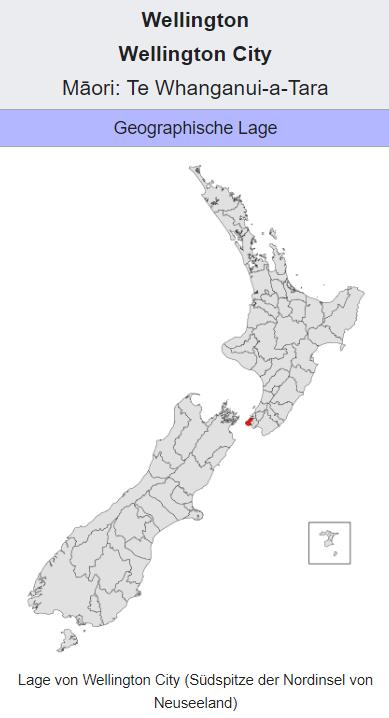 Wellington
Wellington City
Māori: Te Whanganui-a-Tara
Geographische Lage
Lage von Wellington City (Südspitze der Nordinsel von
Neuseeland)